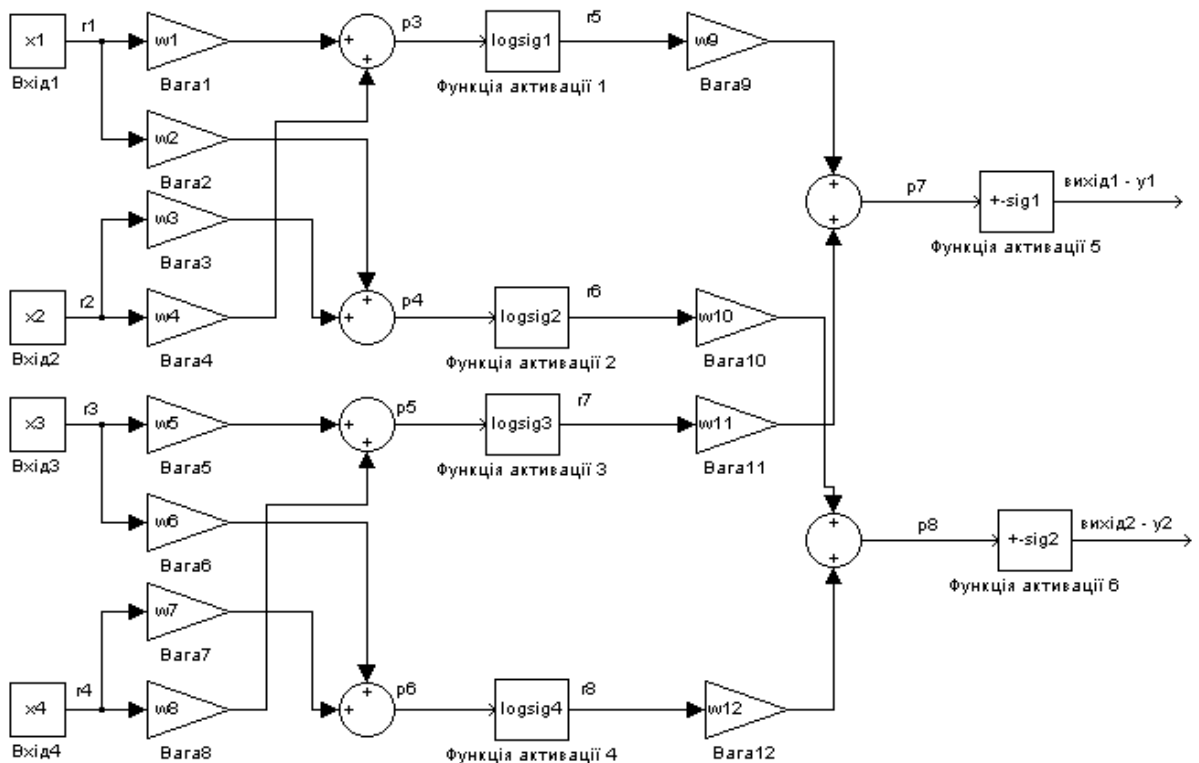 x1
r1
w1
+
+
p3
logsig1
r5
w9
Вхід1
Вага1
Функція активації 1
Вага9
w2
Вага2
w3
Вага3
+
+
p7
+-sig1
вихід1 - y1
Функція активації 5
x2
r2
w4
+
+
p4
logsig2
r6
w10
Вхід2
Вага4
Функція активації 2
Вага10
x3
r3
w5
+
+
p5
logsig3
r7
w11
Вхід3
Вага5
Функція активації 3
Вага11
w6
Вага6
+
+
p8
+-sig2
вихід2 - y2
Функція активації 6
w7
Вага7
x4
r4
w8
+
+
p6
logsig4
r8
w12
Вхід4
Вага8
Функція активації 4
Вага12